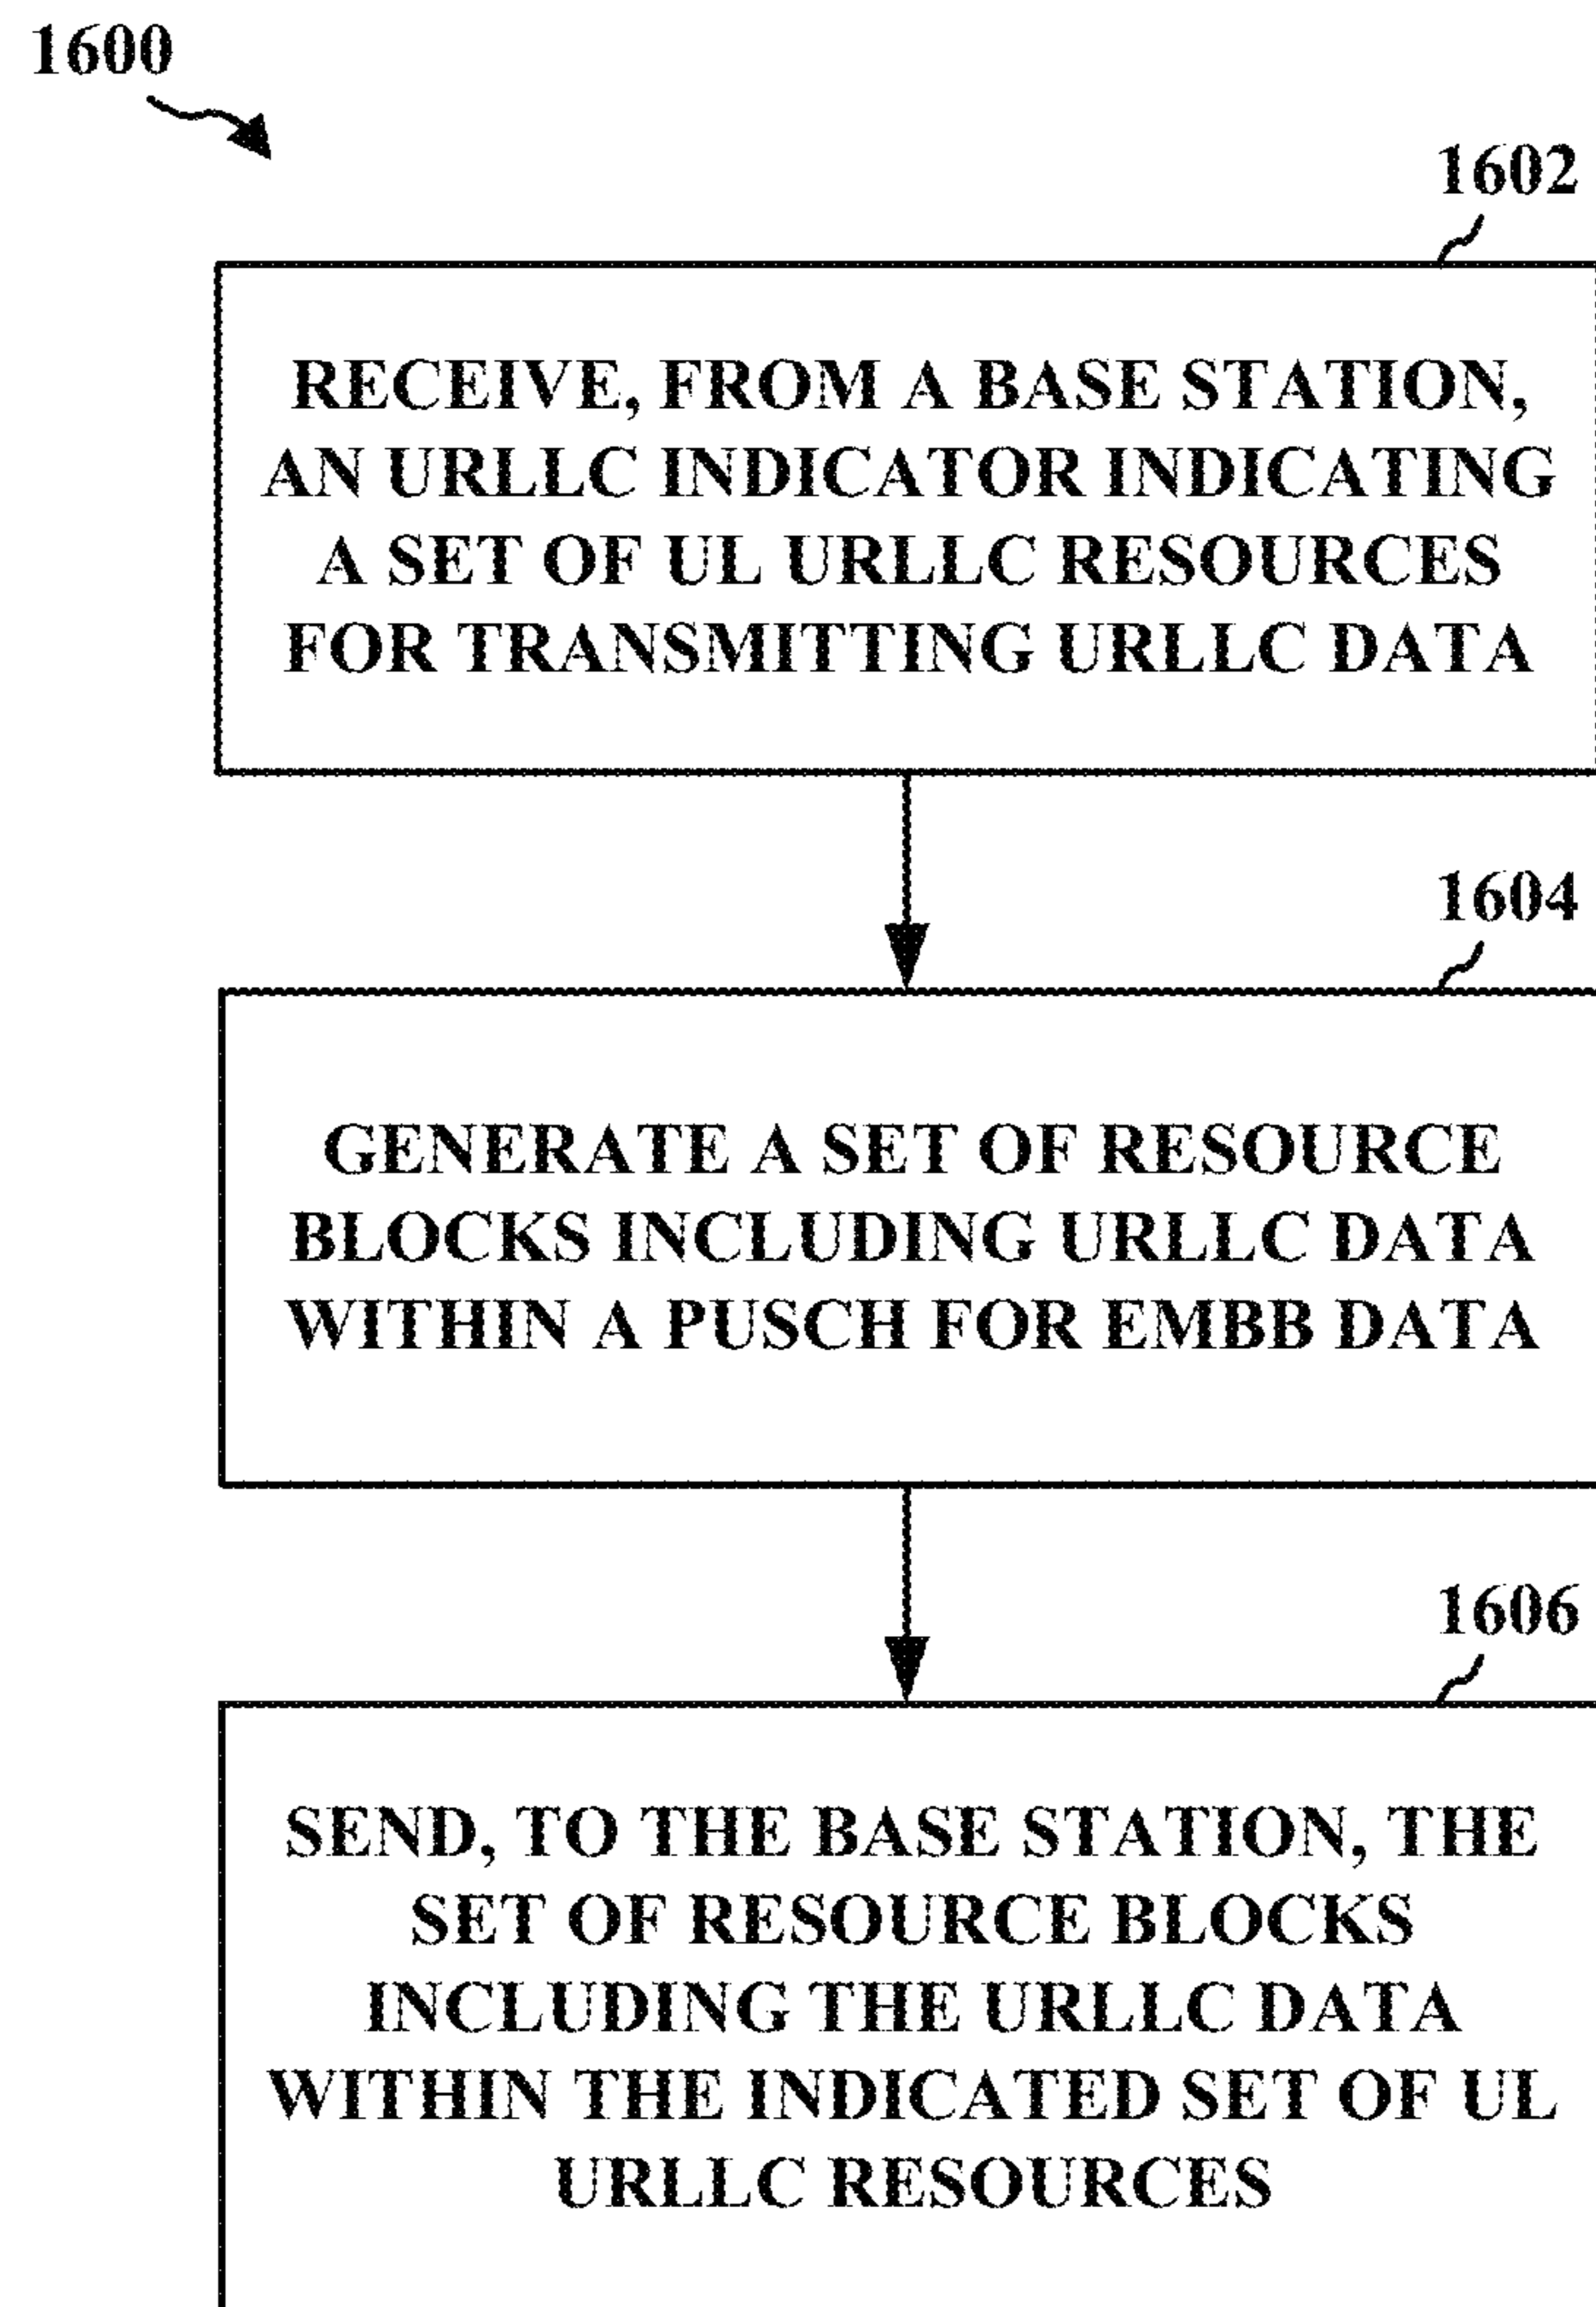 1600
1602
RECEIVE, FROM A BASE STATION,
AN URLLC INDICATOR INDICATING
A SET OF UL URLLC RESOURCES
FOR TRANSMITTING URLLC DATA
1604
GENERATE A SET OF RESOURCE
BLOCKS INCLUDING URLLC DATA
WITHIN A PUSCH FOR EMBB DATA
1606
SEND, TO THE BASE STATION, THE
SET OF RESOURCE BLOCKS
INCLUDING THE URLLC DATA
WITHIN THE INDICATED SET OF UL
URLLC RESOURCES